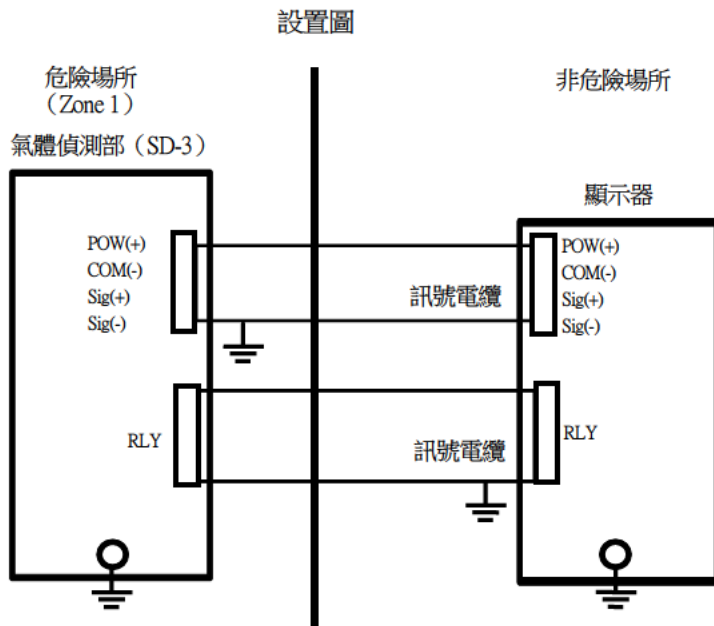 設置圖
危險場所
（Zone 1）
氣體偵測部（SD-3）
POW(+)
COM(-)
Sig(+)
Sig(-)
RLY
訊號電纜
訊號電纜
非危險場所
顯示器
POW(+)
COM(-)
Sig(+)
Sig(-)
RLY